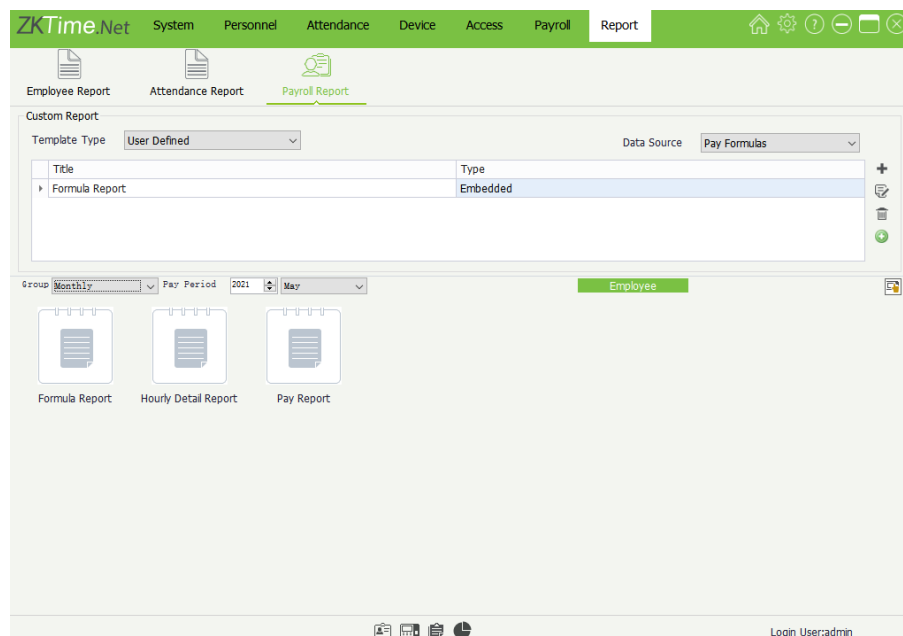 ZKTime.Net System Personnel Attendance Device Access Payroll Report
Employee Report Attendance Report Payroll Report
Custom Report
Template Type User Defined Data Source Pay Formulas
Title Type
Formula Report Embedded
Group Monthly Pay Period 2021 May Employee
Formula Report Hourly Detail Report Pay Report
Login User:admin